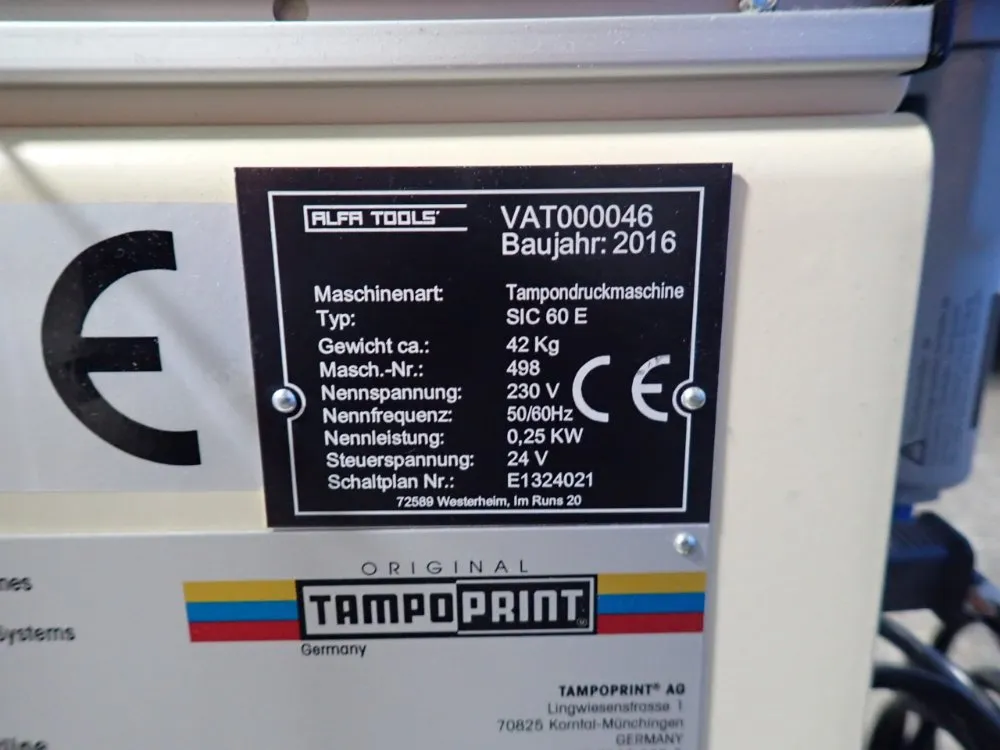 ALFA TOOLS
VAT000046
Baujahr: 2016
Maschinenart: Tampondruckmaschine
Typ: SIC 60 E
Gewicht ca.: 42 Kg
Masch.-Nr.: 498
Nennspannung: 230 V
Nennfrequenz: 50/60Hz
Nennleistung: 0,25 KW
Steuerspannung: 24 V
Schaltplan Nr.: E1324021
72589 Westerheim, Im Runs 20
CE
ORIGINAL
TAMPOPRINT®
Germany
TAMPOPRINT® AG
Lingwiesenstrasse 1
70825 Korntal-Münchingen
GERMANY